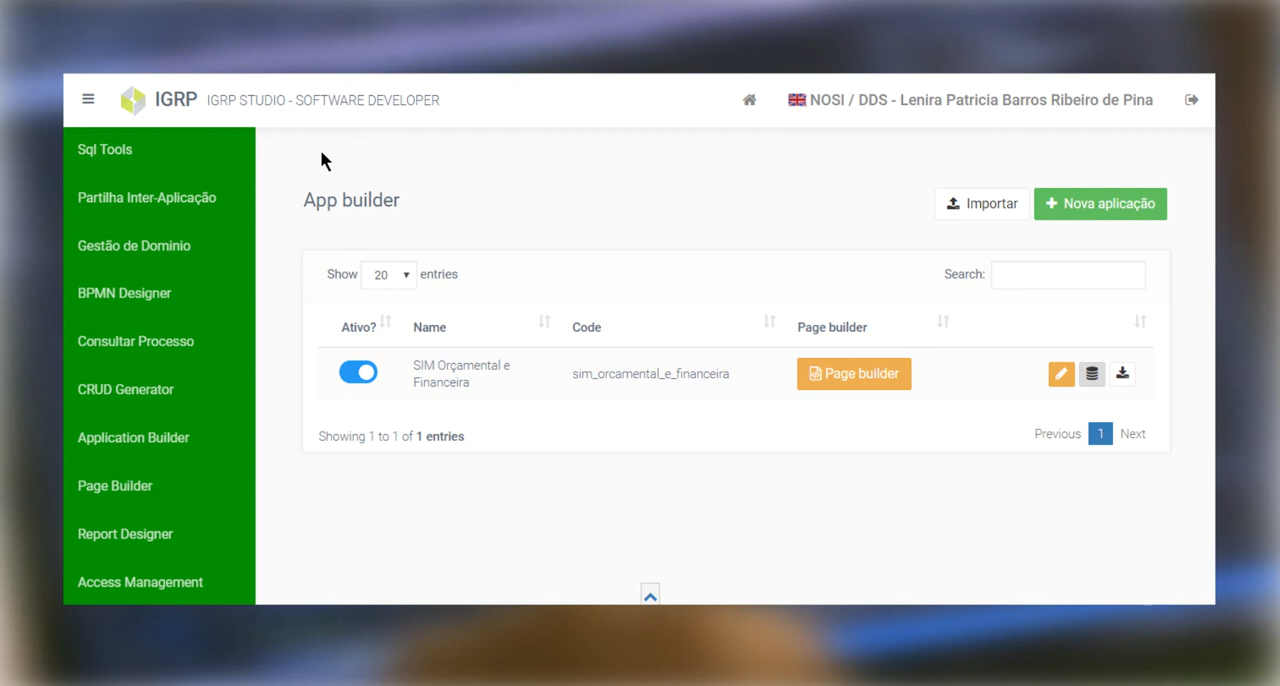 IGRP IGRP STUDIO - SOFTWARE DEVELOPER NOSI / DDS - Lenira Patricia Barros Ribeiro de Pina
Sql Tools
Partilha Inter-Aplicação
Gestão de Dominio
BPMN Designer
Consultar Processo
CRUD Generator
Application Builder
Page Builder
Report Designer
Access Management
App builder
Importar
Nova aplicação
Show 20 entries
Search:
Ativo? Name Code Page builder
SIM Orçamental e
Financeira
sim_orcamental_e_financeira
Page builder
Showing 1 to 1 of 1 entries
Previous 1 Next